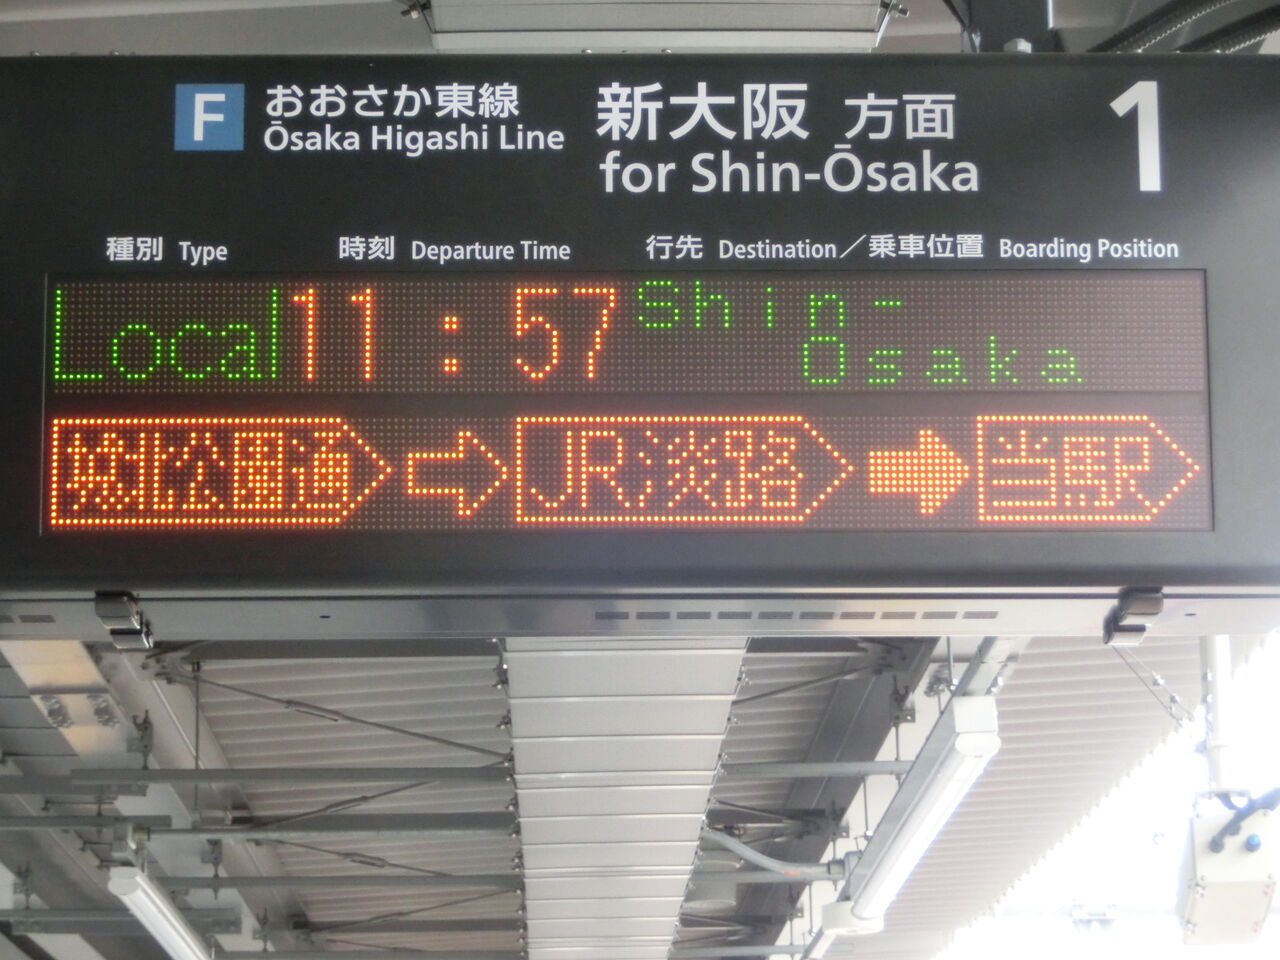 F おおさか東線 新大阪 方面 1
Ōsaka Higashi Line for Shin-Ōsaka
種別 Type 時刻 Departure Time 行先 Destination／乗車位置 Boarding Position
Local 11:57 Shin-Ōsaka
城北公園通 ⇨ JR淡路 ➡ 当駅